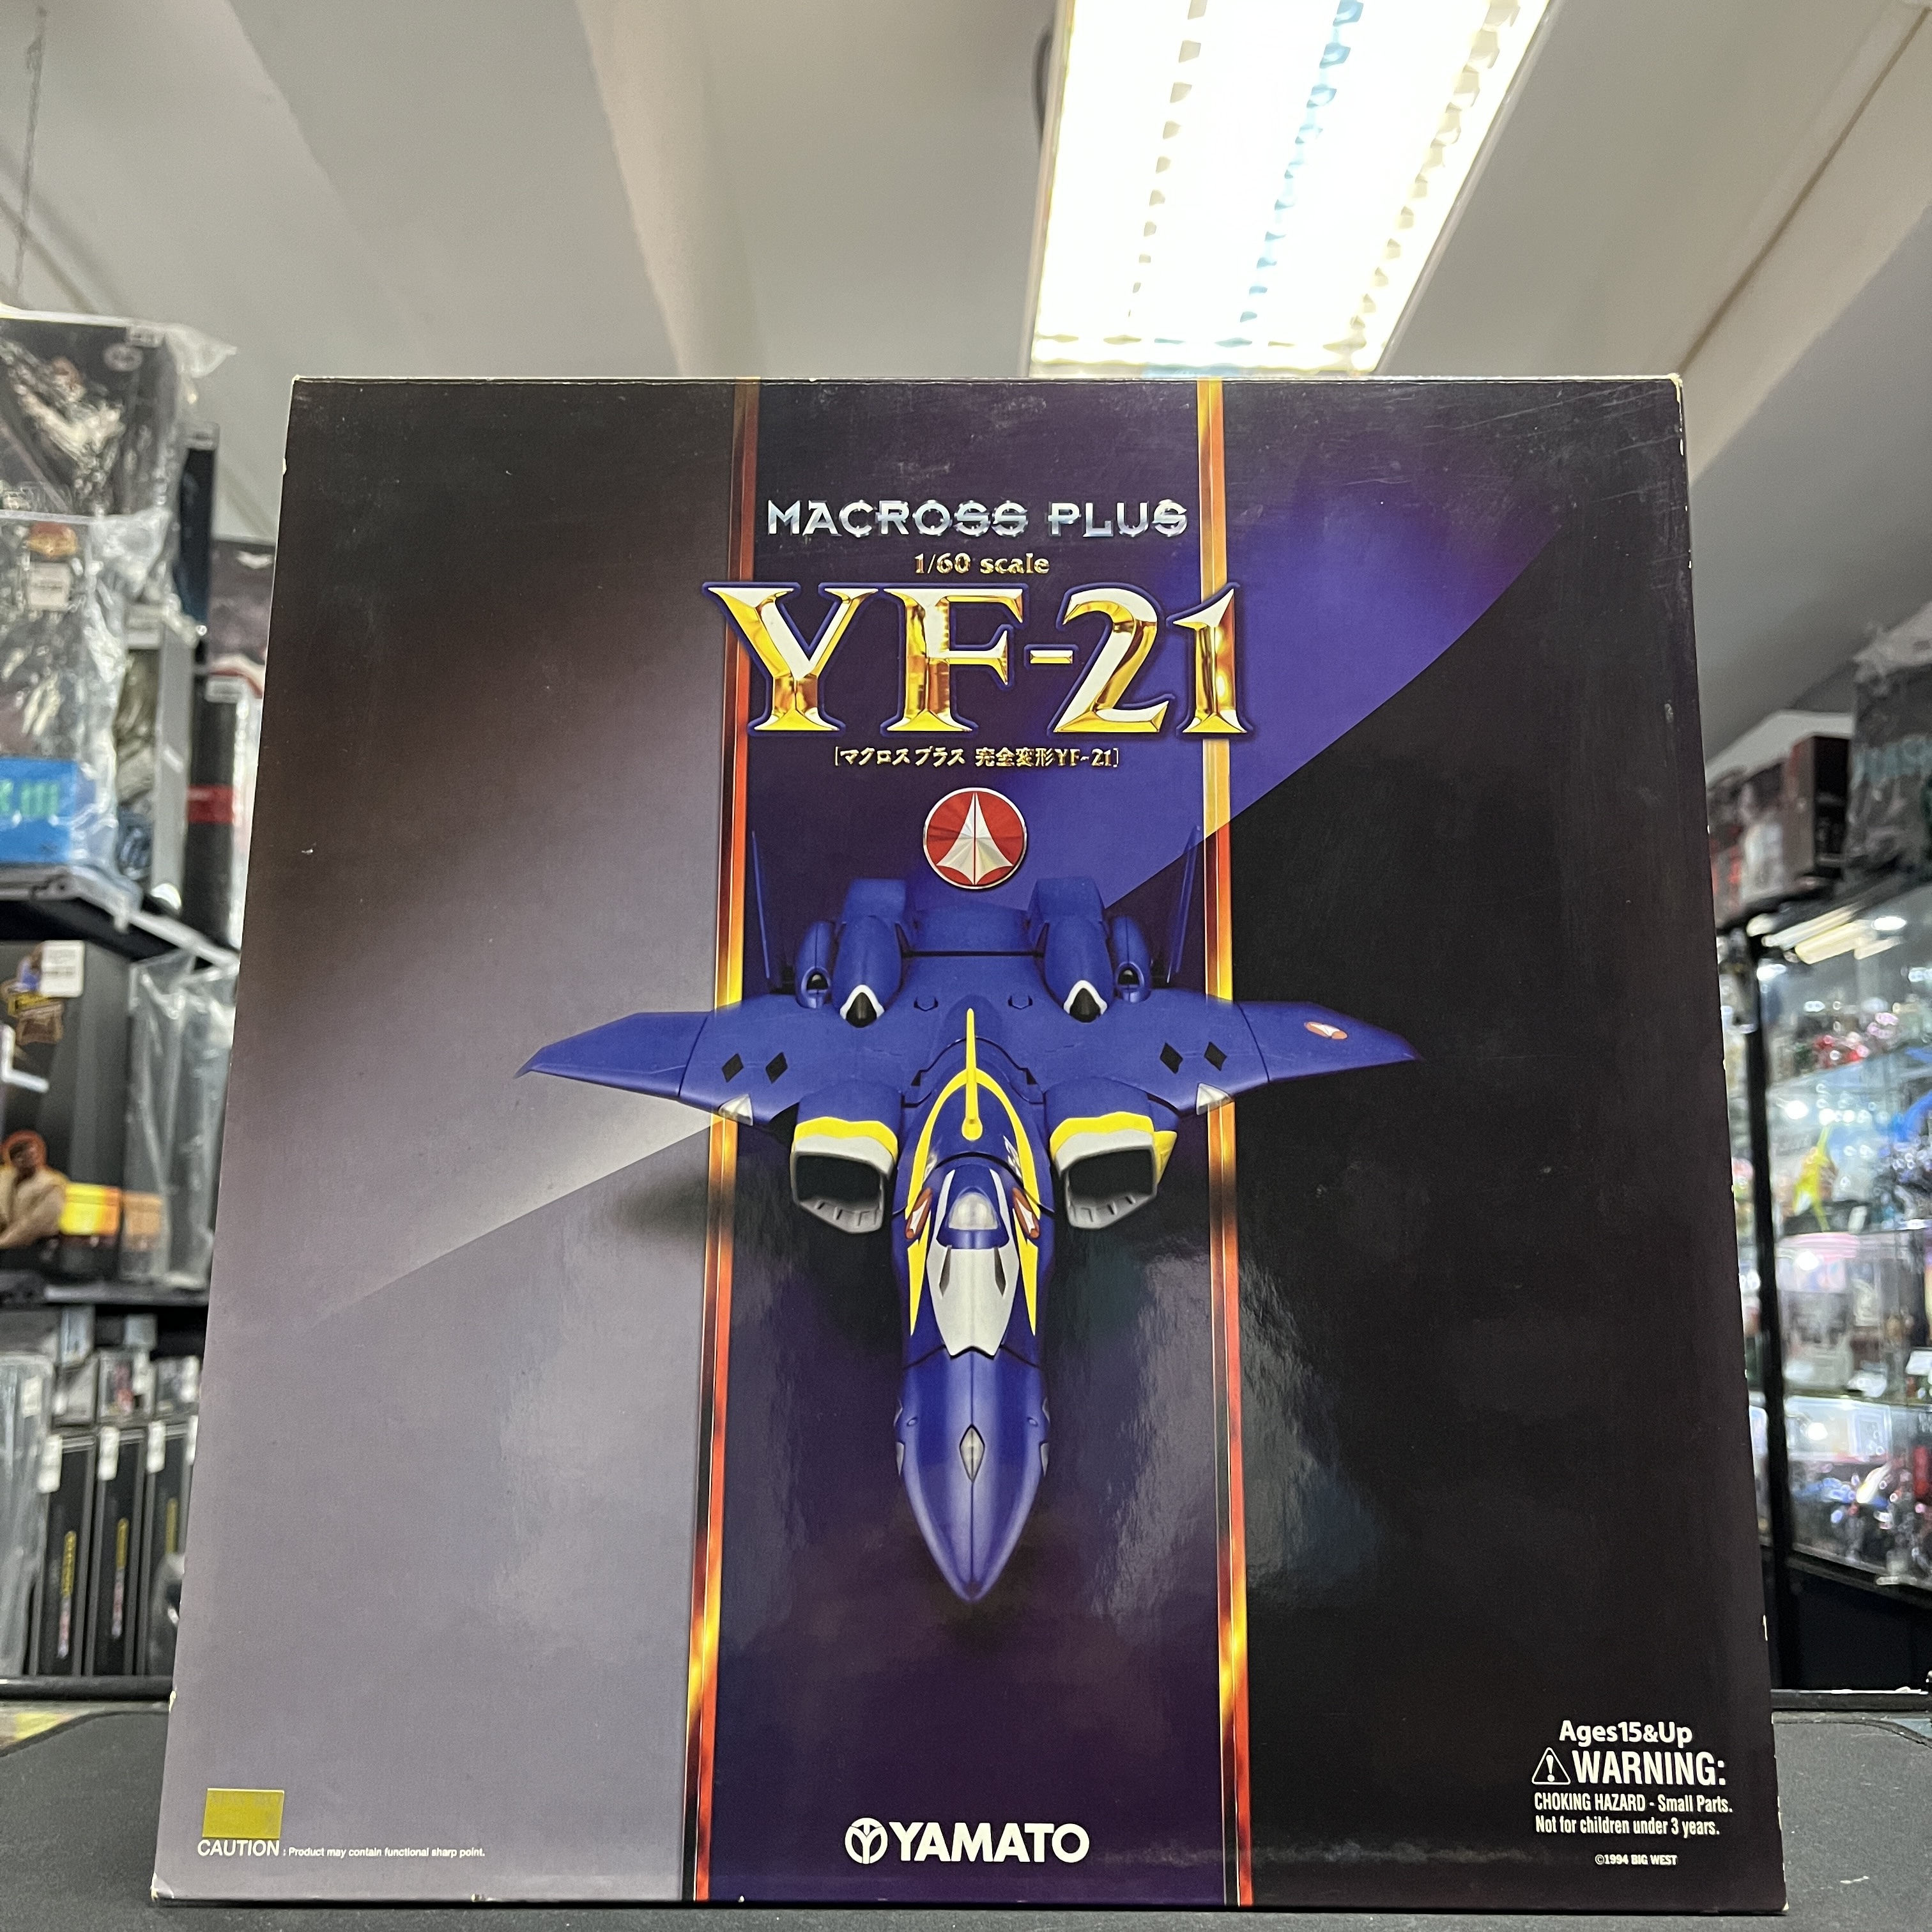 MACROSS PLUS
1/60 scale
YF-21
[マクロスプラス 完全変形YF-21]
Ages15&Up
⚠WARNING:
CHOKING HAZARD - Small Parts.
Not for children under 3 years.
©1994 BIG WEST
YAMATO
CAUTION : Product may contain functional sharp point.